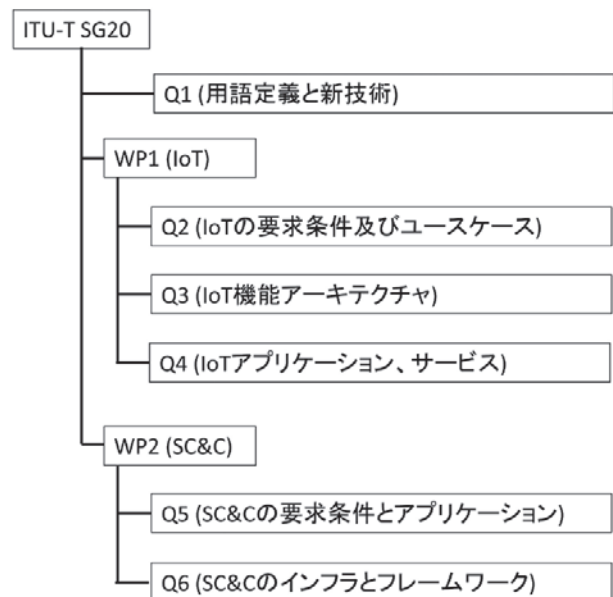 ITU-T SG20
Q1 (用語定義と新技術)
WP1 (IoT)
Q2 (IoTの要求条件及びユースケース)
Q3 (IoT機能アーキテクチャ)
Q4 (IoTアプリケーション、サービス)
WP2 (SC&C)
Q5 (SC&Cの要求条件とアプリケーション)
Q6 (SC&Cのインフラとフレームワーク)